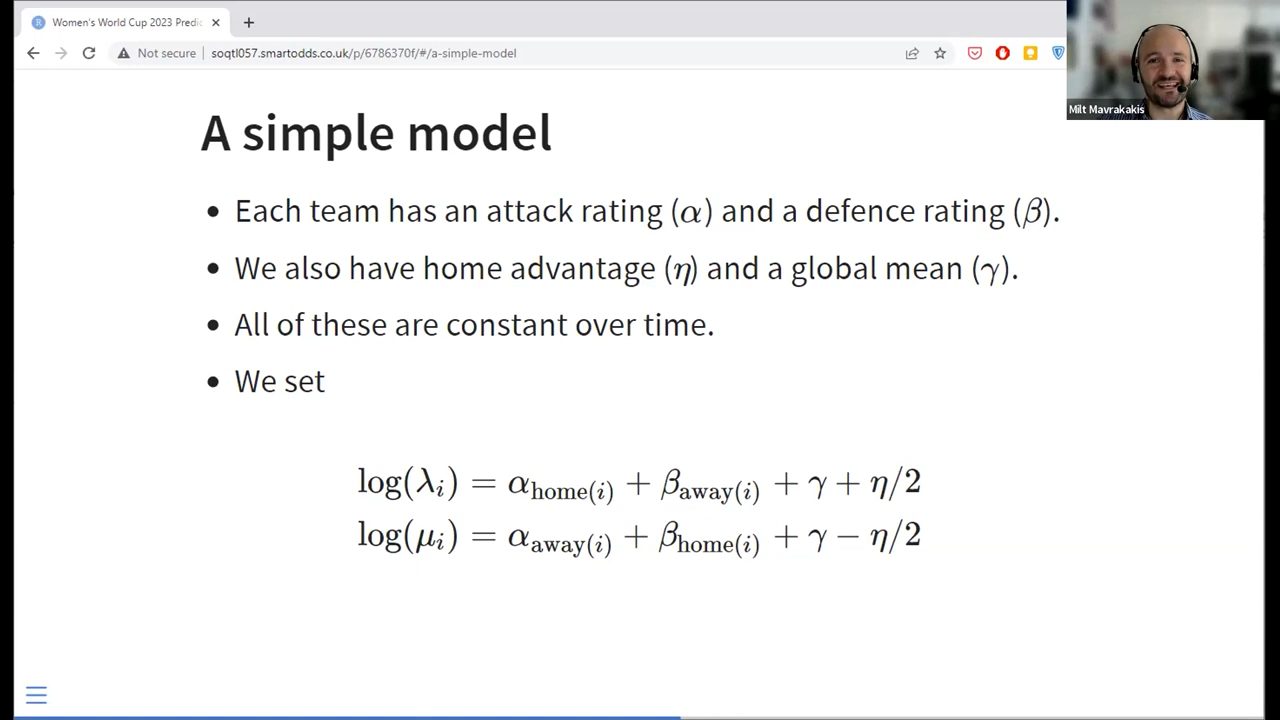 Women's World Cup 2023 Predic
Not secure soqtl057.smartodds.co.uk/p/6786370f/#/a-simple-model
Milt Mavrakakis
A simple model
• Each team has an attack rating (α) and a defence rating (β).
• We also have home advantage (η) and a global mean (γ).
• All of these are constant over time.
• We set
log(λᵢ) = α_home(i) + β_away(i) + γ + η/2
log(μᵢ) = α_away(i) + β_home(i) + γ − η/2